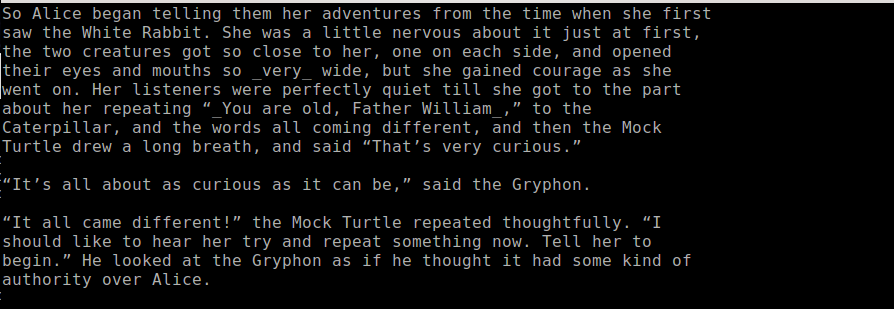 So Alice began telling them her adventures from the time when she first
saw the White Rabbit. She was a little nervous about it just at first,
the two creatures got so close to her, one on each side, and opened
their eyes and mouths so _very_ wide, but she gained courage as she
went on. Her listeners were perfectly quiet till she got to the part
about her repeating “_You are old, Father William_,” to the
Caterpillar, and the words all coming different, and then the Mock
Turtle drew a long breath, and said “That’s very curious.”
“It’s all about as curious as it can be,” said the Gryphon.
“It all came different!” the Mock Turtle repeated thoughtfully. “I
should like to hear her try and repeat something now. Tell her to
begin.” He looked at the Gryphon as if he thought it had some kind of
authority over Alice.